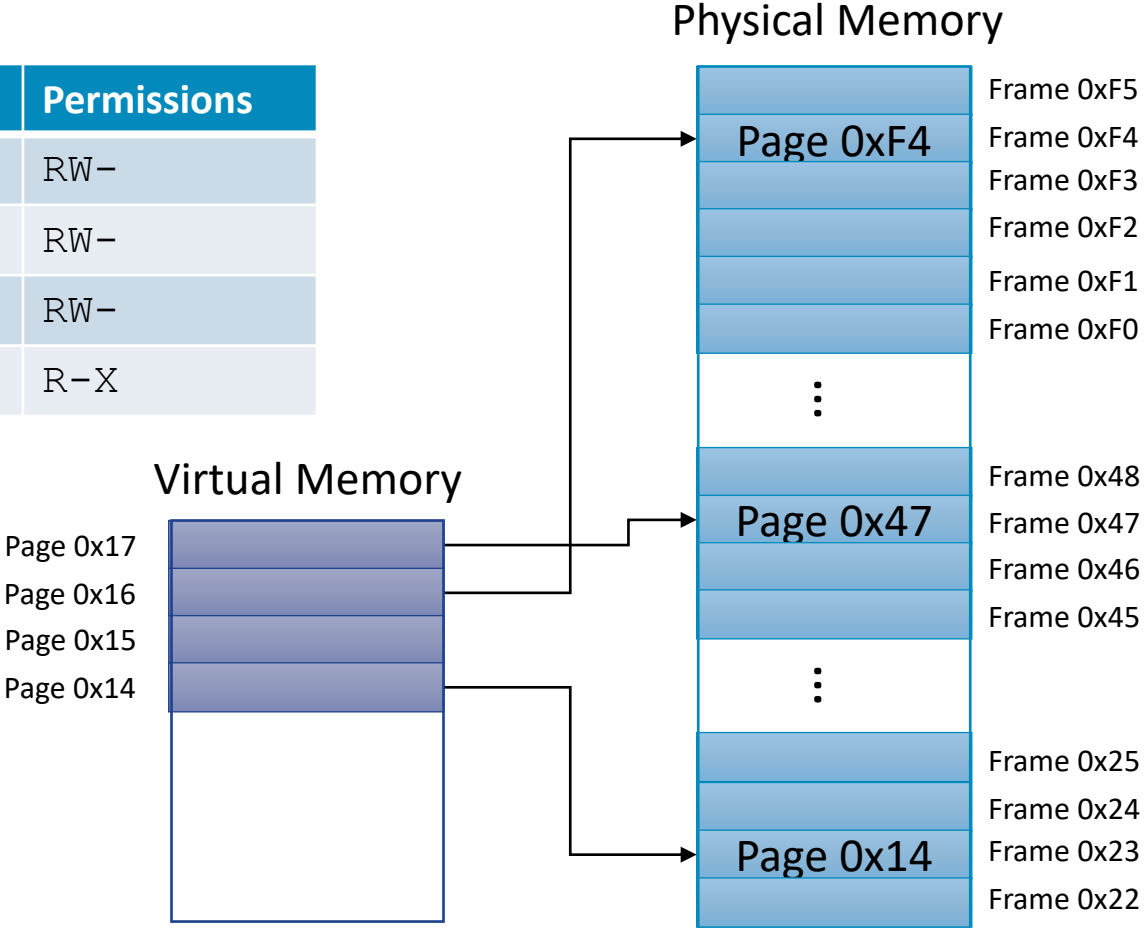 Physical Memory
Permissions
RW-
RW-
RW-
R-X
Virtual Memory
Page 0x17
Page 0x16
Page 0x15
Page 0x14
Page 0xF4
⋮
Page 0x47
⋮
Page 0x14
Frame 0xF5
Frame 0xF4
Frame 0xF3
Frame 0xF2
Frame 0xF1
Frame 0xF0
Frame 0x48
Frame 0x47
Frame 0x46
Frame 0x45
Frame 0x25
Frame 0x24
Frame 0x23
Frame 0x22